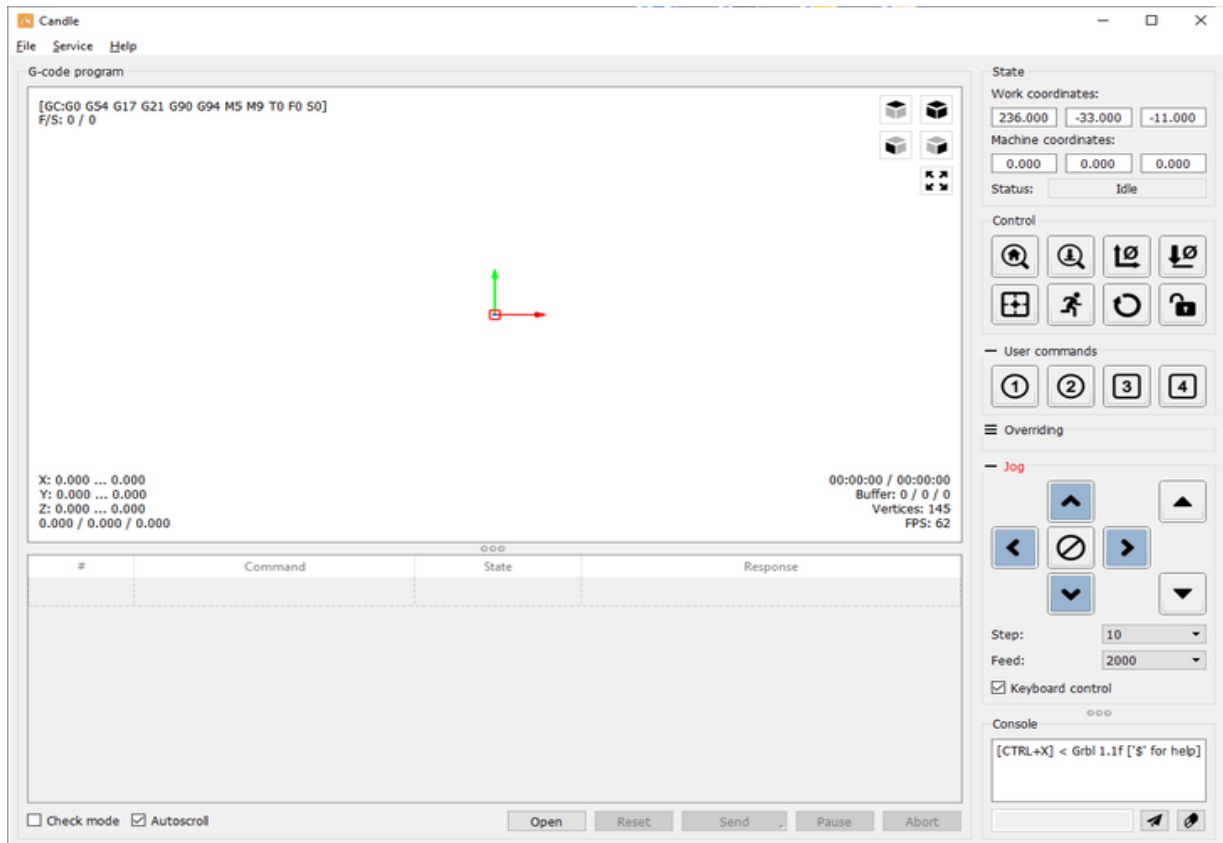 Candle
File Service Help
G-code program
[GC:G0 G54 G17 G21 G90 G94 M5 M9 T0 F0 S0]
F/S: 0 / 0
X: 0.000 ... 0.000
Y: 0.000 ... 0.000
Z: 0.000 ... 0.000
0.000 / 0.000 / 0.000
00:00:00 / 00:00:00
Buffer: 0 / 0 / 0
Vertices: 145
FPS: 62
# Command State Response
Check mode Autoscroll Open Reset Send Pause Abort
State
Work coordinates:
236.000 -33.000 -11.000
Machine coordinates:
0.000 0.000 0.000
Status: Idle
Control
User commands
1 2 3 4
Overriding
Jog
Step: 10
Feed: 2000
Keyboard control
Console
[CTRL+X] < Grbl 1.1f ['$' for help]